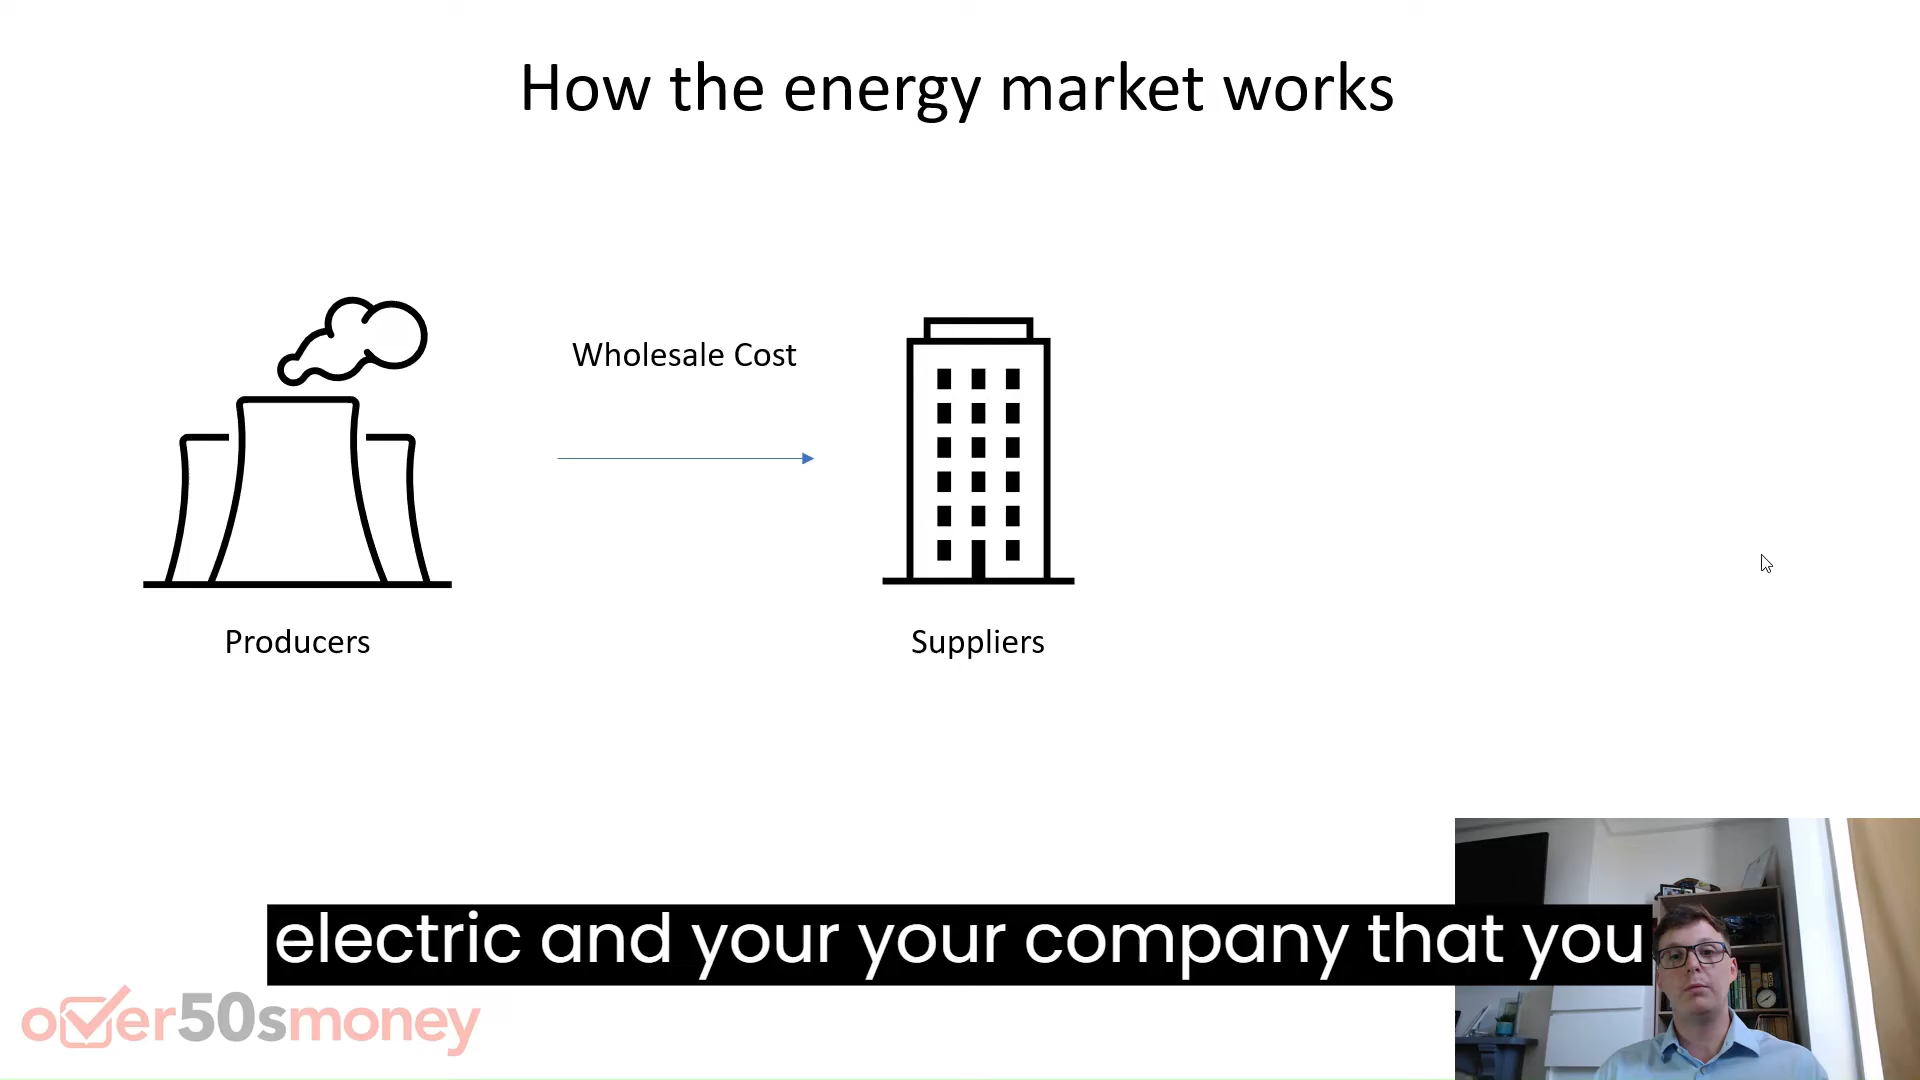 How the energy market works
Wholesale Cost
Producers
Suppliers
electric and your your company that you
over50smoney